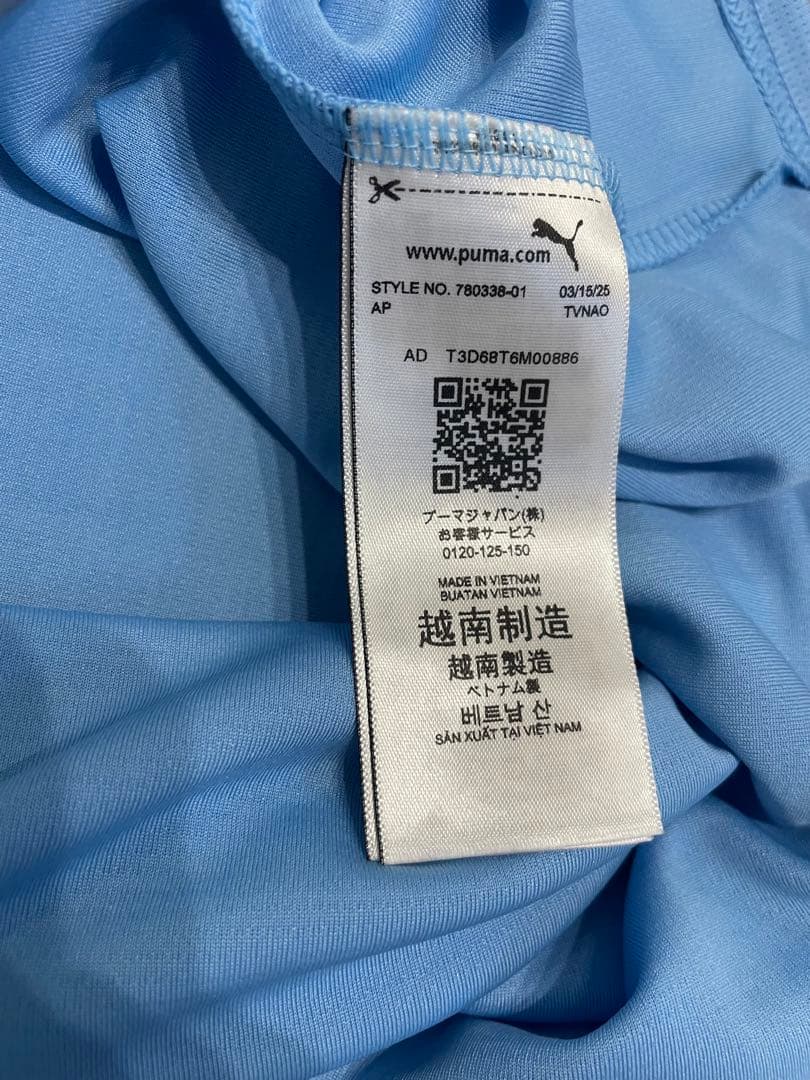 www.puma.com
STYLE NO. 780338-01 03/15/25
AP TVNAO
AD T3D68T6M00886
プーマジャパン(株)
お客様サービス
0120-125-150
MADE IN VIETNAM
BUATAN VIETNAM
越南制造
越南製造
ベトナム製
베트남 산
SẢN XUẤT TẠI VIỆT NAM